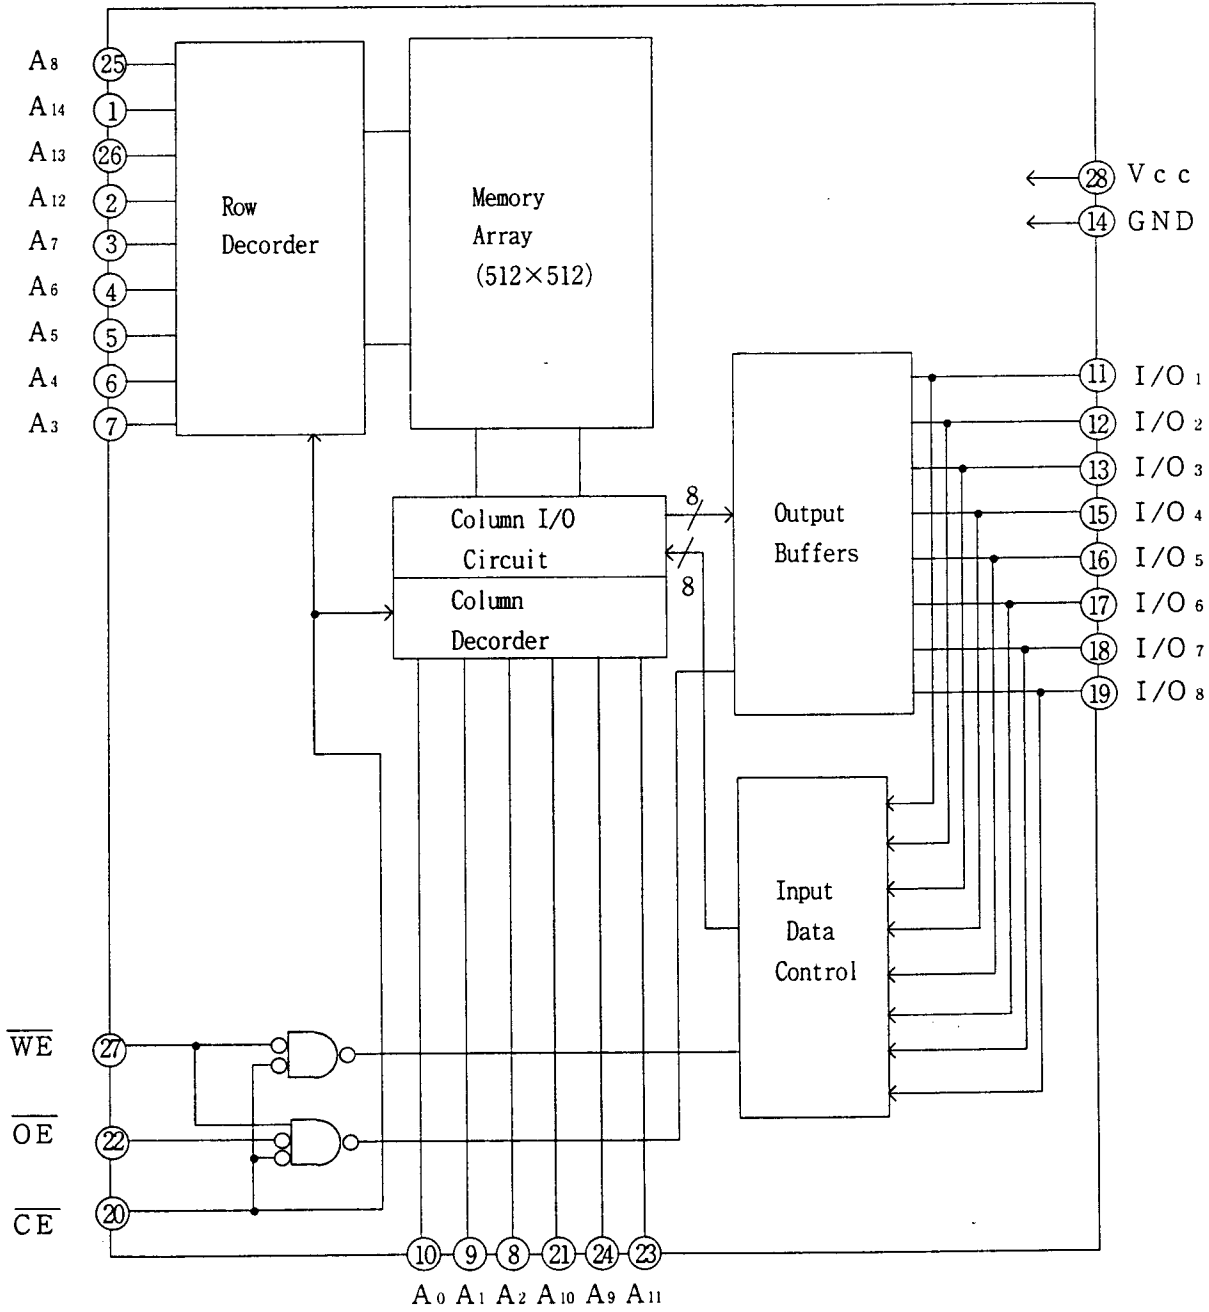 A8 25
A14 1
A13 26
A12 2
A7 3
A6 4
A5 5
A4 6
A3 7
Row
Decorder
Memory
Array
(512×512)
28 Vcc
14 GND
Column I/O
Circuit
Column
Decorder
8
8
Output
Buffers
11 I/O1
12 I/O2
13 I/O3
15 I/O4
16 I/O5
17 I/O6
18 I/O7
19 I/O8
Input
Data
Control
W̅E̅ 27
O̅E̅ 22
C̅E̅ 20
10 9 8 21 24 23
A0 A1 A2 A10 A9 A11